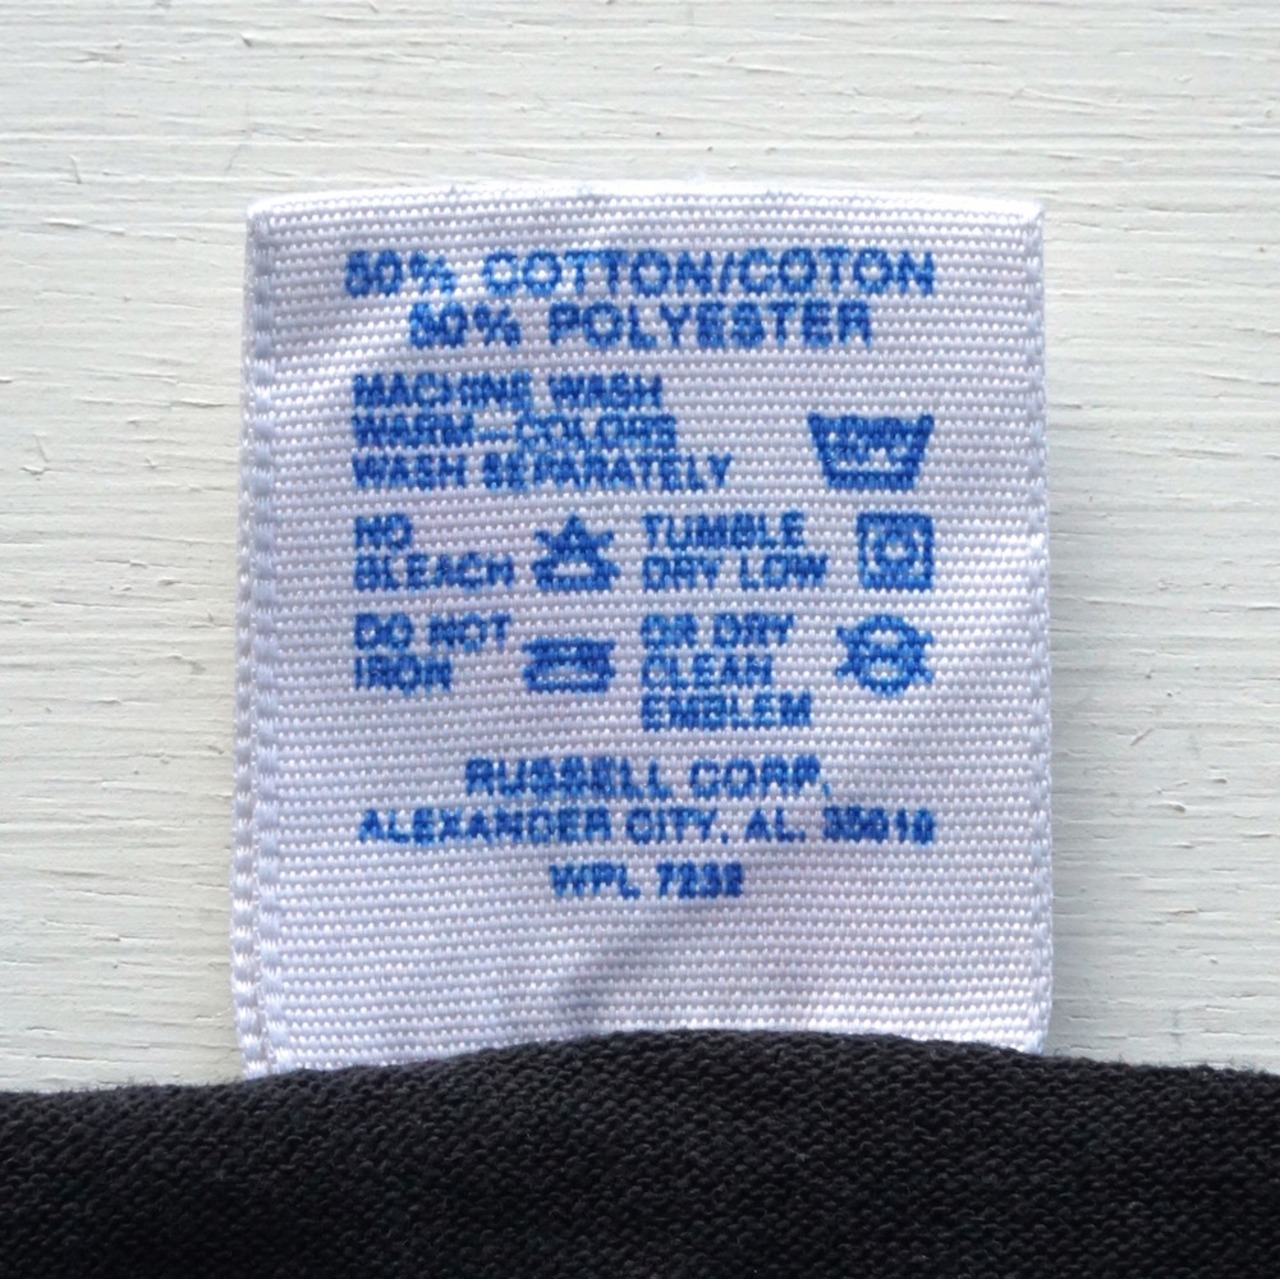 50% COTTON/COTON
50% POLYESTER
MACHINE WASH
WARM—COLORS
WASH SEPARATELY
NO
BLEACH
TUMBLE
DRY LOW
DO NOT
IRON
OR DRY
CLEAN
EMBLEM
RUSSELL CORP.
ALEXANDER CITY, AL. 35010
WPL 7232